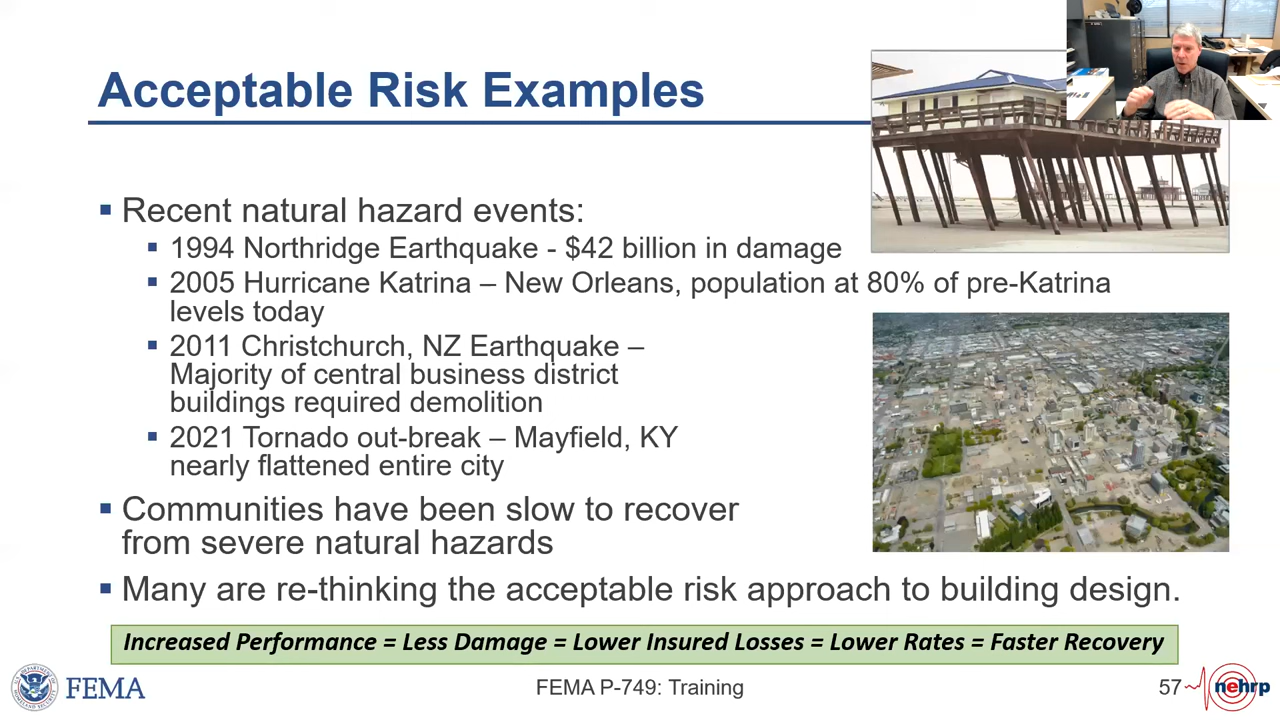 Acceptable Risk Examples
▪ Recent natural hazard events:
▪ 1994 Northridge Earthquake - $42 billion in damage
▪ 2005 Hurricane Katrina – New Orleans, population at 80% of pre-Katrina
levels today
▪ 2011 Christchurch, NZ Earthquake –
Majority of central business district
buildings required demolition
▪ 2021 Tornado out-break – Mayfield, KY
nearly flattened entire city
▪ Communities have been slow to recover
from severe natural hazards
▪ Many are re-thinking the acceptable risk approach to building design.
Increased Performance = Less Damage = Lower Insured Losses = Lower Rates = Faster Recovery
FEMA
FEMA P-749: Training
57
nehrp